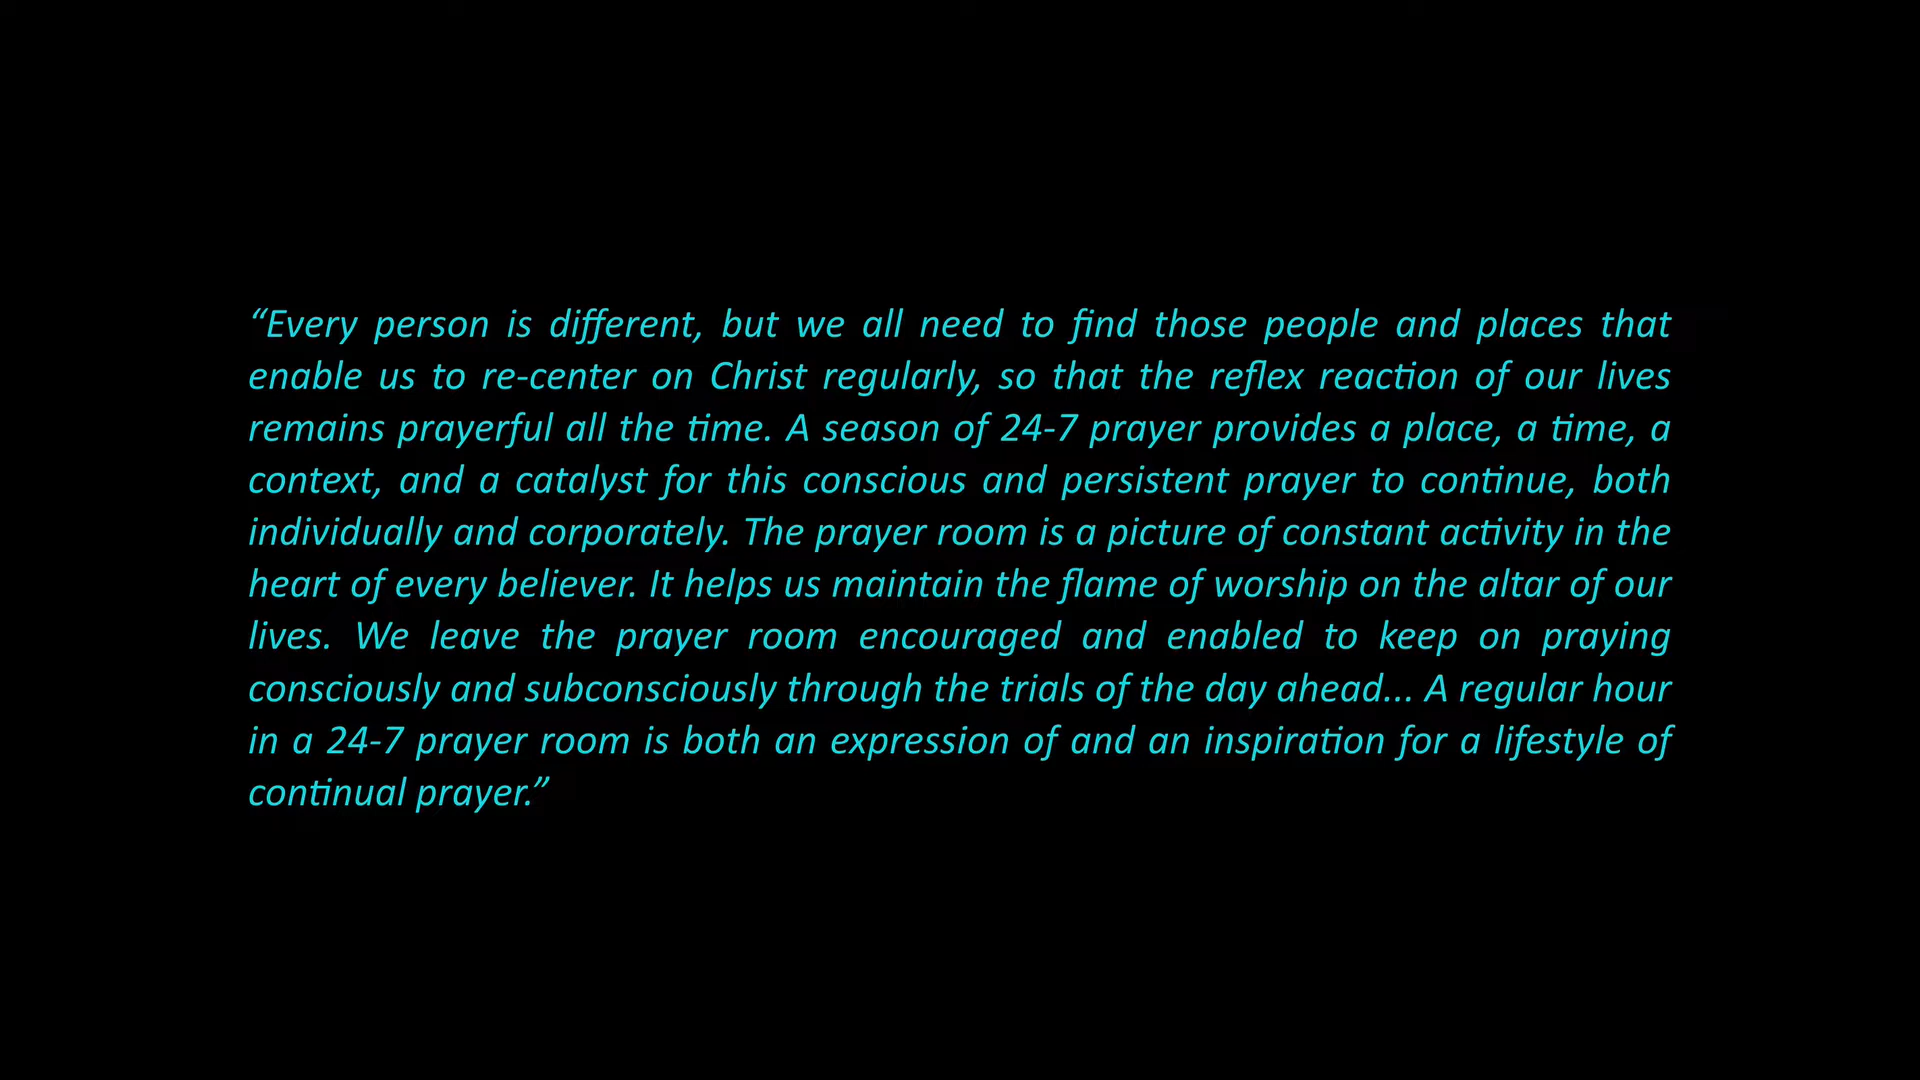 “Every person is different, but we all need to find those people and places that
enable us to re-center on Christ regularly, so that the reflex reaction of our lives
remains prayerful all the time. A season of 24-7 prayer provides a place, a time, a
context, and a catalyst for this conscious and persistent prayer to continue, both
individually and corporately. The prayer room is a picture of constant activity in the
heart of every believer. It helps us maintain the flame of worship on the altar of our
lives. We leave the prayer room encouraged and enabled to keep on praying
consciously and subconsciously through the trials of the day ahead... A regular hour
in a 24-7 prayer room is both an expression of and an inspiration for a lifestyle of
continual prayer.”